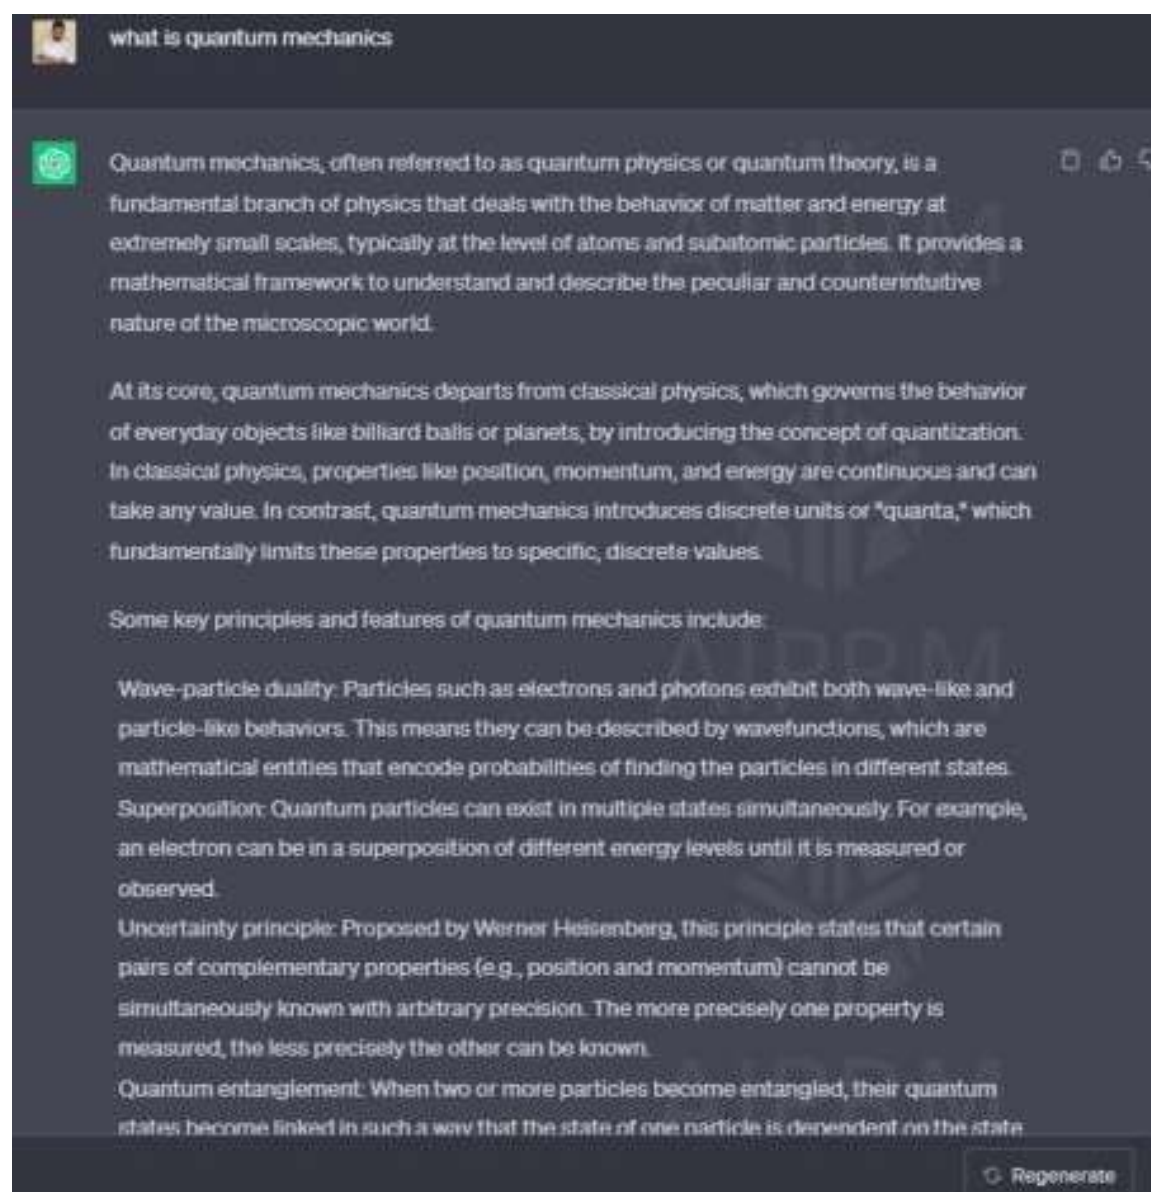 what is quantum mechanics
Quantum mechanics, often referred to as quantum physics or quantum theory, is a
fundamental branch of physics that deals with the behavior of matter and energy at
extremely small scales, typically at the level of atoms and subatomic particles. It provides a
mathematical framework to understand and describe the peculiar and counterintuitive
nature of the microscopic world.
At its core, quantum mechanics departs from classical physics, which governs the behavior
of everyday objects like billiard balls or planets, by introducing the concept of quantization.
In classical physics, properties like position, momentum, and energy are continuous and can
take any value. In contrast, quantum mechanics introduces discrete units or "quanta," which
fundamentally limits these properties to specific, discrete values.
Some key principles and features of quantum mechanics include:
Wave-particle duality: Particles such as electrons and photons exhibit both wave-like and
particle-like behaviors. This means they can be described by wavefunctions, which are
mathematical entities that encode probabilities of finding the particles in different states.
Superposition: Quantum particles can exist in multiple states simultaneously. For example,
an electron can be in a superposition of different energy levels until it is measured or
observed.
Uncertainty principle: Proposed by Werner Heisenberg, this principle states that certain
pairs of complementary properties (e.g., position and momentum) cannot be
simultaneously known with arbitrary precision. The more precisely one property is
measured, the less precisely the other can be known.
Quantum entanglement: When two or more particles become entangled, their quantum
states become linked in such a way that the state of one particle is dependent on the state
Regenerate
AIPRM
AIPRM
AIPRM